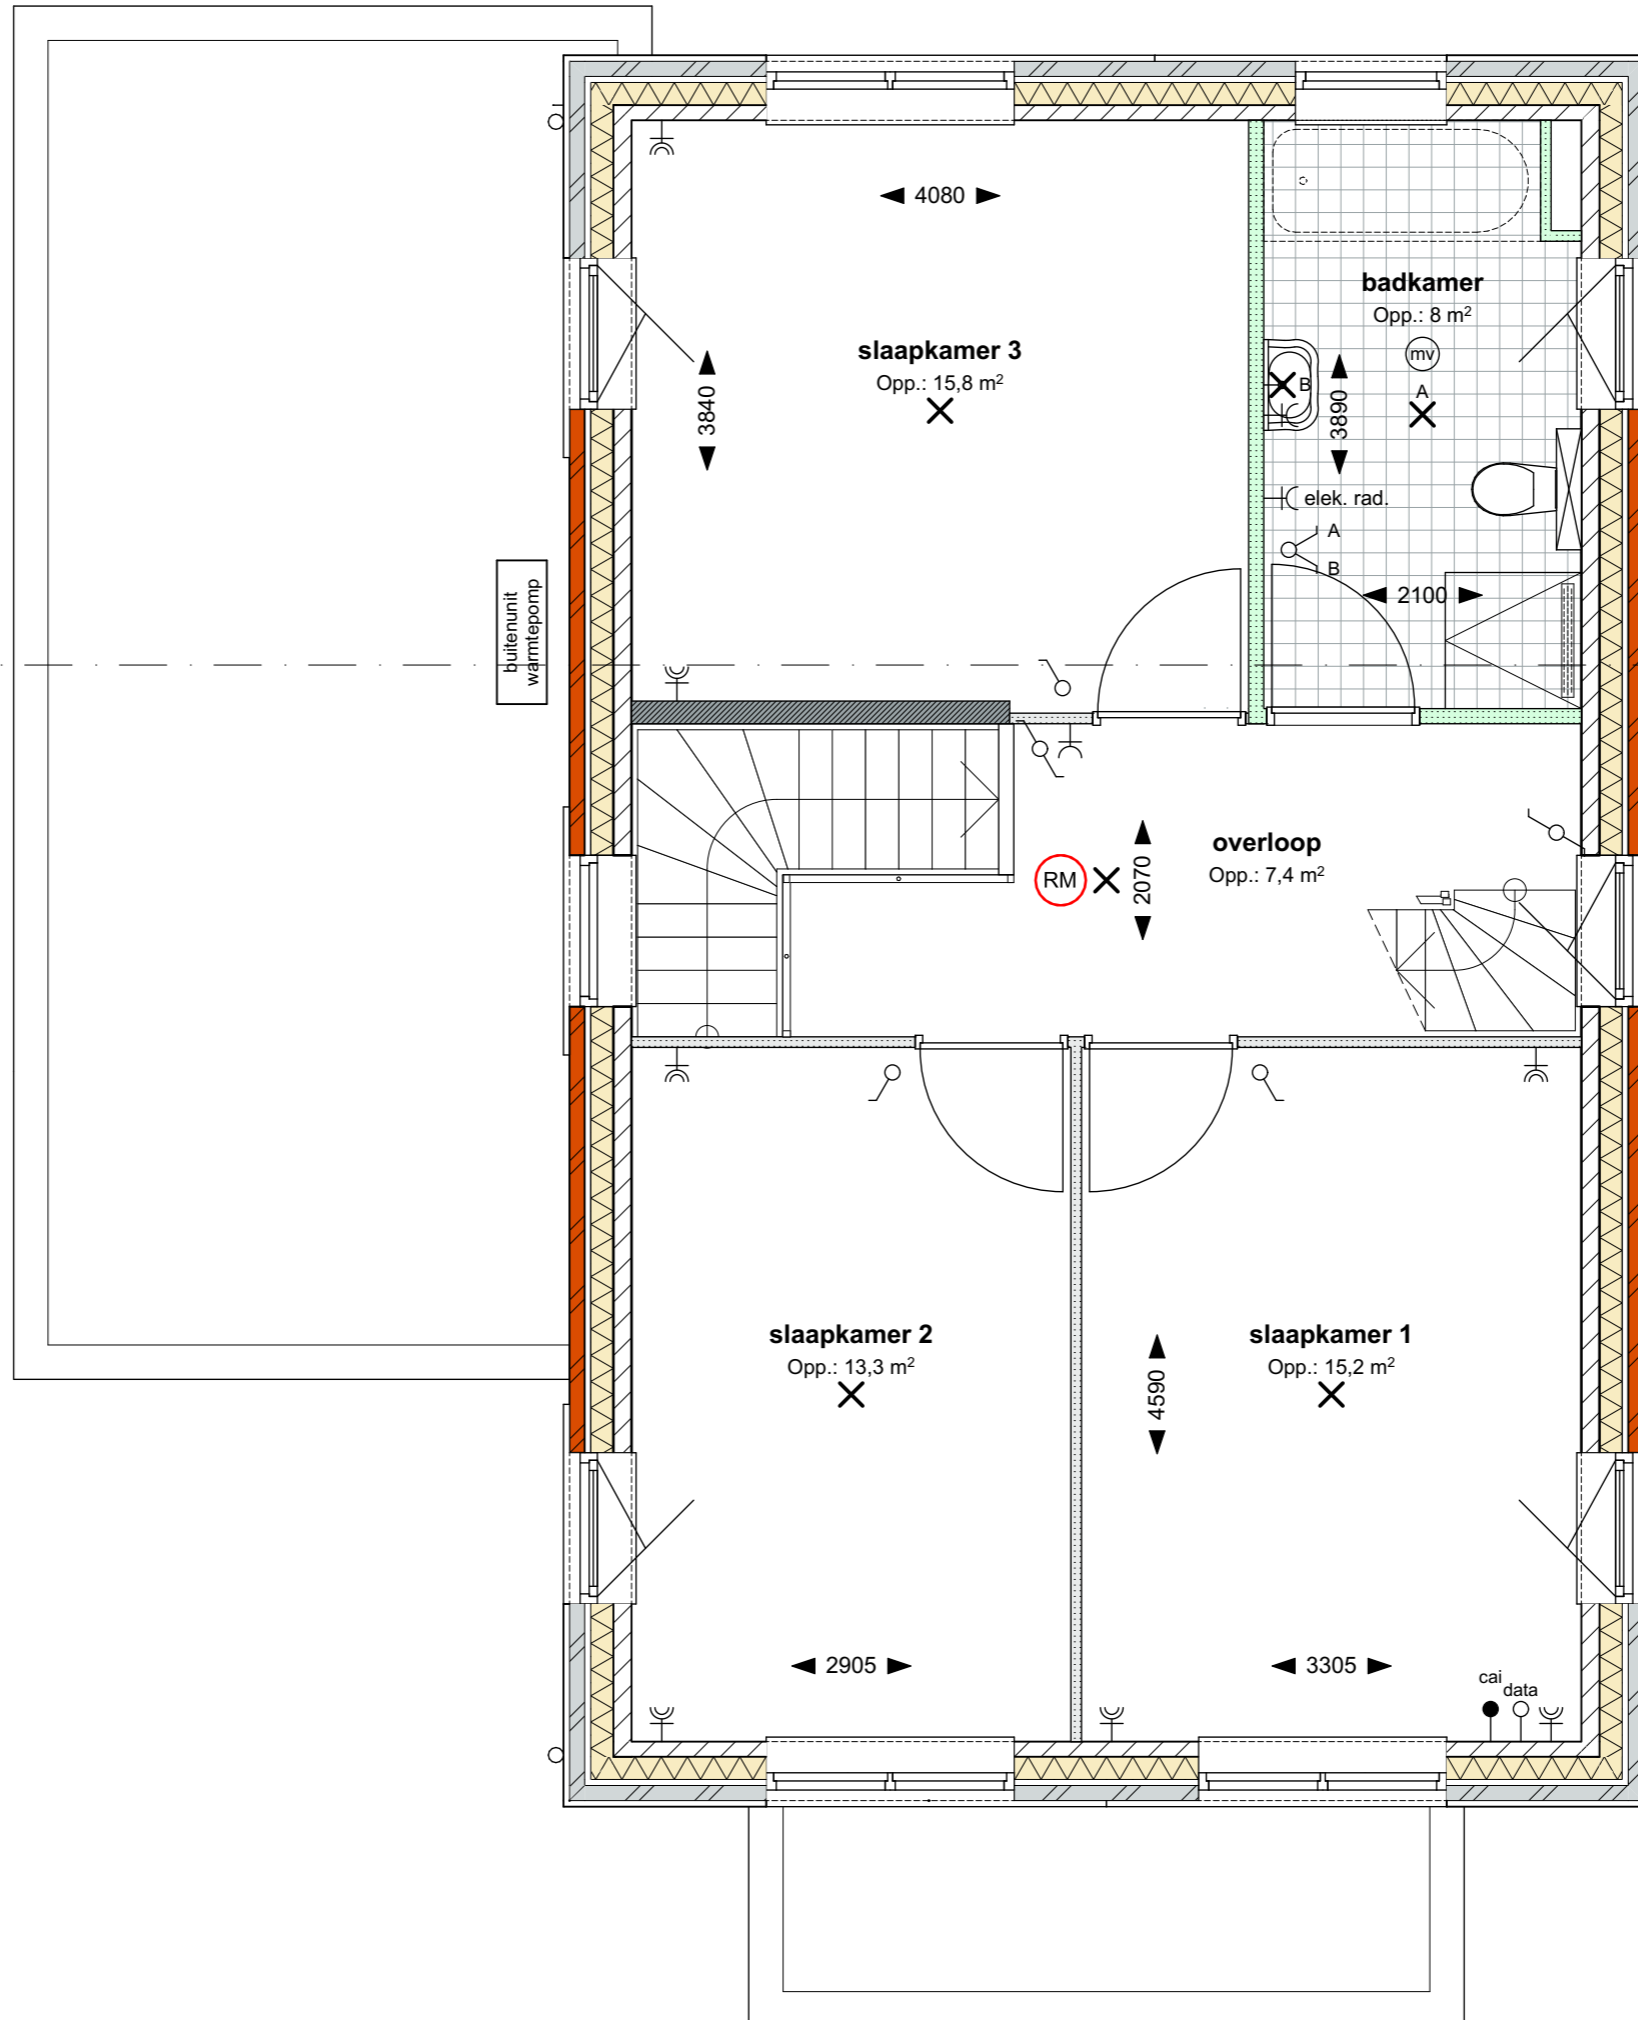 4080
badkamer
Opp.: 8 m²
mv
slaapkamer 3
Opp.: 15,8 m²
3840
B
3890
A
elek. rad.
A
B
2100
buitenunit
warmtepomp
overloop
Opp.: 7,4 m²
RM
2070
slaapkamer 2
Opp.: 13,3 m²
slaapkamer 1
Opp.: 15,2 m²
4590
2905
3305
cai
data